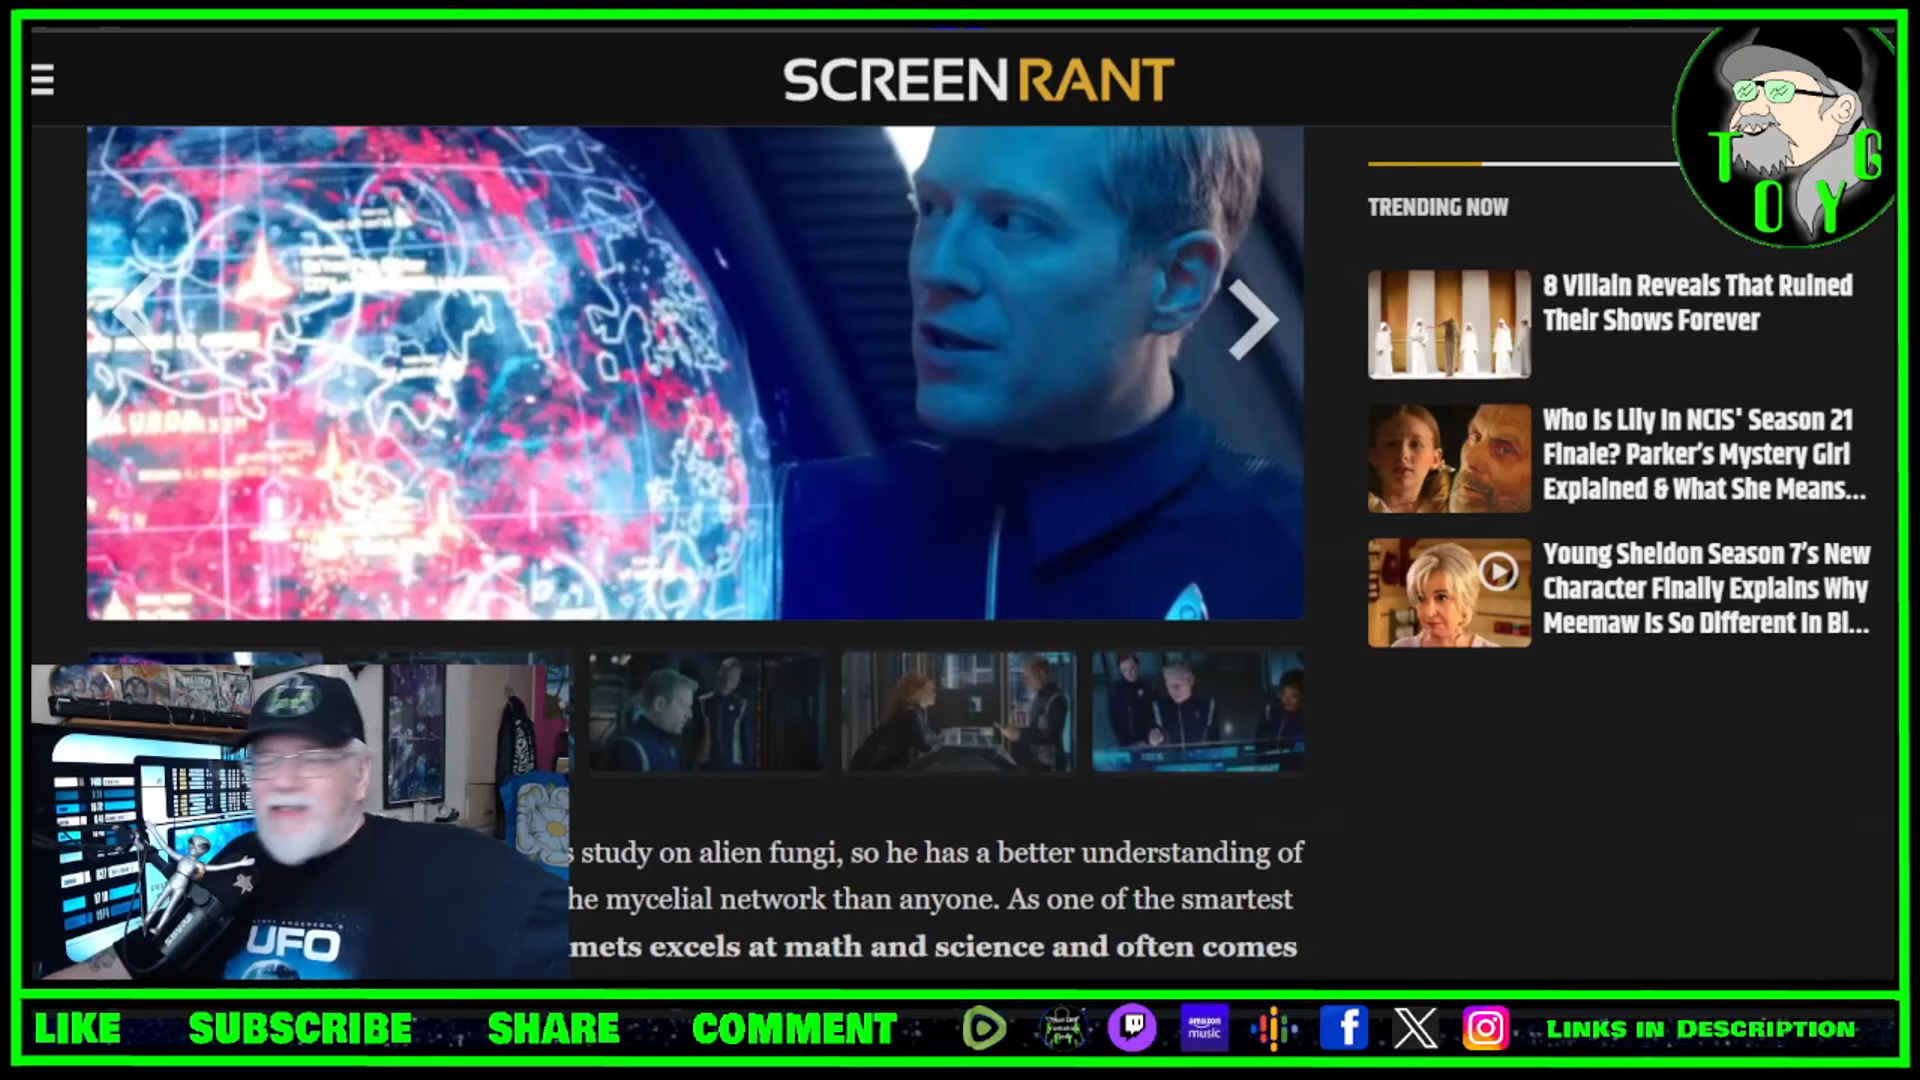 SCREENRANT
T
O
Y
G
TRENDING NOW
8 Villain Reveals That Ruined
Their Shows Forever
Who Is Lily In NCIS' Season 21
Finale? Parker's Mystery Girl
Explained & What She Means...
Young Sheldon Season 7's New
Character Finally Explains Why
Meemaw Is So Different In Bi...
s study on alien fungi, so he has a better understanding of
he mycelial network than anyone. As one of the smartest
mets excels at math and science and often comes
UFO
SHURE
LIKE SUBSCRIBE SHARE COMMENT amazon music LINKS IN DESCRIPTION